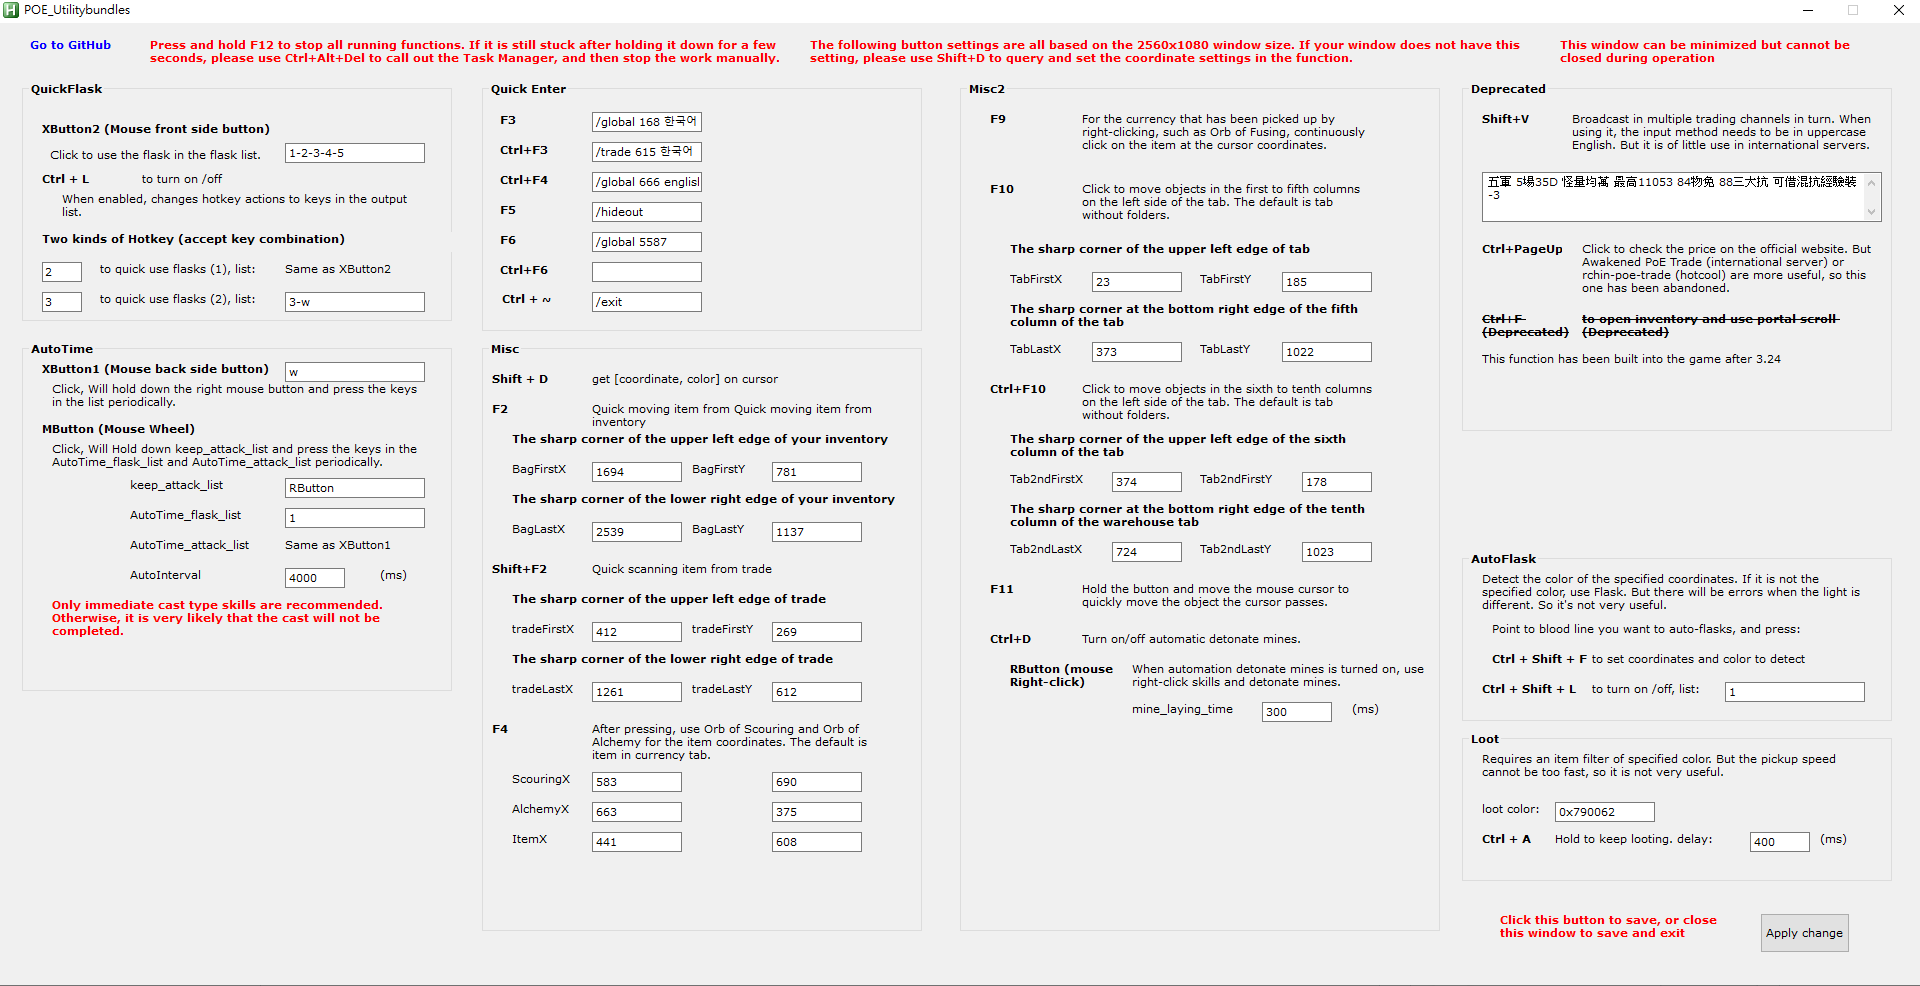 POE_Utilitybundles
Go to GitHub
Press and hold F12 to stop all running functions. If it is still stuck after holding it down for a few
seconds, please use Ctrl+Alt+Del to call out the Task Manager, and then stop the work manually.
The following button settings are all based on the 2560x1080 window size. If your window does not have this
setting, please use Shift+D to query and set the coordinate settings in the function.
This window can be minimized but cannot be
closed during operation
QuickFlask
XButton2 (Mouse front side button)
Click to use the flask in the flask list.
1-2-3-4-5
Ctrl + L
to turn on /off
When enabled, changes hotkey actions to keys in the output
list.
Two kinds of Hotkey (accept key combination)
2
to quick use flasks (1), list:
Same as XButton2
3
to quick use flasks (2), list:
3-w
AutoTime
XButton1 (Mouse back side button)
w
Click, Will hold down the right mouse button and press the keys
in the list periodically.
MButton (Mouse Wheel)
Click, Will Hold down keep_attack_list and press the keys in the
AutoTime_flask_list and AutoTime_attack_list periodically.
keep_attack_list
RButton
AutoTime_flask_list
1
AutoTime_attack_list
Same as XButton1
AutoInterval
4000
(ms)
Only immediate cast type skills are recommended.
Otherwise, it is very likely that the cast will not be
completed.
Quick Enter
F3
/global 168 한국어
Ctrl+F3
/trade 615 한국어
Ctrl+F4
/global 666 englisl
F5
/hideout
F6
/global 5587
Ctrl+F6
Ctrl + ~
/exit
Misc
Shift + D
get [coordinate, color] on cursor
F2
Quick moving item from Quick moving item from
inventory
The sharp corner of the upper left edge of your inventory
BagFirstX
1694
BagFirstY
781
The sharp corner of the lower right edge of your inventory
BagLastX
2539
BagLastY
1137
Shift+F2
Quick scanning item from trade
The sharp corner of the upper left edge of trade
tradeFirstX
412
tradeFirstY
269
The sharp corner of the lower right edge of trade
tradeLastX
1261
tradeLastY
612
F4
After pressing, use Orb of Scouring and Orb of
Alchemy for the item coordinates. The default is
item in currency tab.
ScouringX
583
690
AlchemyX
663
375
ItemX
441
608
Misc2
F9
For the currency that has been picked up by
right-clicking, such as Orb of Fusing, continuously
click on the item at the cursor coordinates.
F10
Click to move objects in the first to fifth columns
on the left side of the tab. The default is tab
without folders.
The sharp corner of the upper left edge of tab
TabFirstX
23
TabFirstY
185
The sharp corner at the bottom right edge of the fifth
column of the tab
TabLastX
373
TabLastY
1022
Ctrl+F10
Click to move objects in the sixth to tenth columns
on the left side of the tab. The default is tab
without folders.
The sharp corner of the upper left edge of the sixth
column of the tab
Tab2ndFirstX
374
Tab2ndFirstY
178
The sharp corner at the bottom right edge of the tenth
column of the warehouse tab
Tab2ndLastX
724
Tab2ndLastY
1023
F11
Hold the button and move the mouse cursor to
quickly move the object the cursor passes.
Ctrl+D
Turn on/off automatic detonate mines.
RButton (mouse
Right-click)
When automation detonate mines is turned on, use
right-click skills and detonate mines.
mine_laying_time
300
(ms)
Deprecated
Shift+V
Broadcast in multiple trading channels in turn. When
using it, the input method needs to be in uppercase
English. But it is of little use in international servers.
五軍 5場35D 怪量均萬 最高11053 84物免 88三大抗 可借混抗經驗裝
-3
Ctrl+PageUp
Click to check the price on the official website. But
Awakened PoE Trade (international server) or
rchin-poe-trade (hotcool) are more useful, so this
one has been abandoned.
Ctrl+F
(Deprecated)
to open inventory and use portal scroll
(Deprecated)
This function has been built into the game after 3.24
AutoFlask
Detect the color of the specified coordinates. If it is not the
specified color, use Flask. But there will be errors when the light is
different. So it's not very useful.
Point to blood line you want to auto-flasks, and press:
Ctrl + Shift + F to set coordinates and color to detect
Ctrl + Shift + L
to turn on /off, list:
1
Loot
Requires an item filter of specified color. But the pickup speed
cannot be too fast, so it is not very useful.
loot color:
0x790062
Ctrl + A
Hold to keep looting. delay:
400
(ms)
Click this button to save, or close
this window to save and exit
Apply change